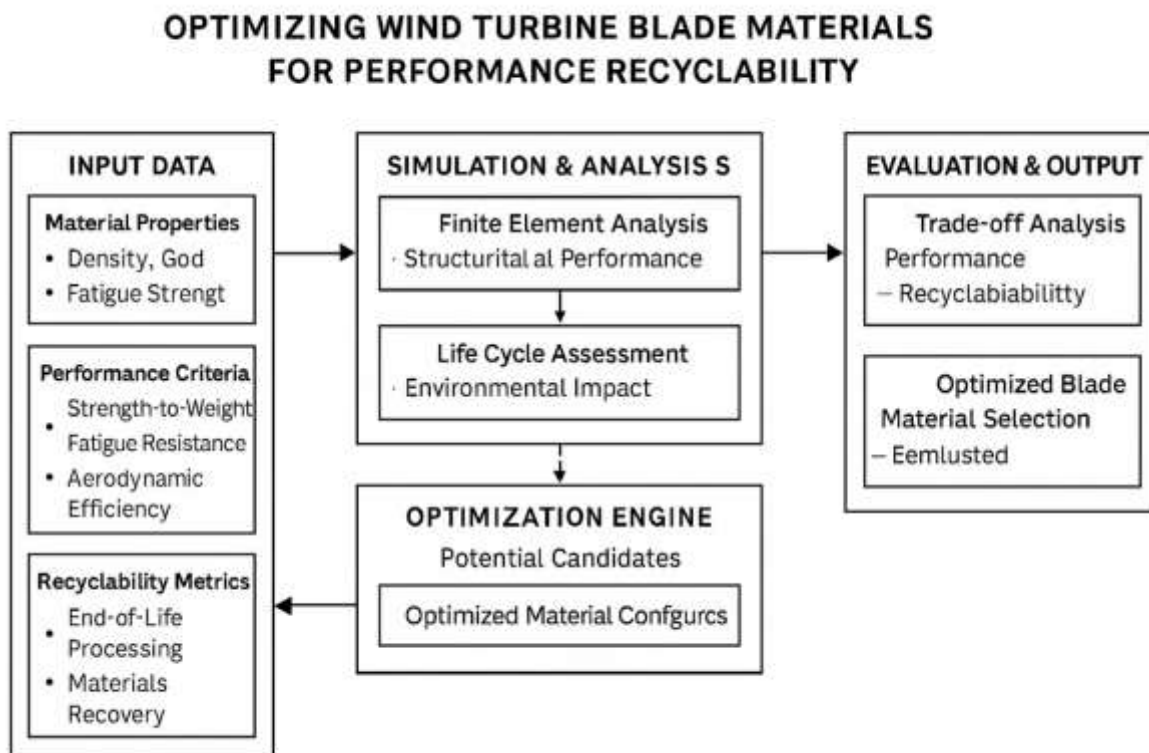 OPTIMIZING WIND TURBINE BLADE MATERIALS
FOR PERFORMANCE RECYCLABILITY
INPUT DATA
Material Properties
• Density, God
• Fatigue Strengt
Performance Criteria
Strength-to-Weight
• Fatigue Resistance
• Aerodynamic
Efficiency
Recyclability Metrics
• End-of-Life
Processing
• Materials
Recovery
SIMULATION & ANALYSIS S
Finite Element Analysis
· Structurital al Performance
Life Cycle Assessment
· Environmental Impact
OPTIMIZATION ENGINE
Potential Candidates
Optimized Material Confgurcs
EVALUATION & OUTPUT
Trade-off Analysis
Performance
– Recyclabiabilitty
Optimized Blade
Material Selection
– Eemlusted